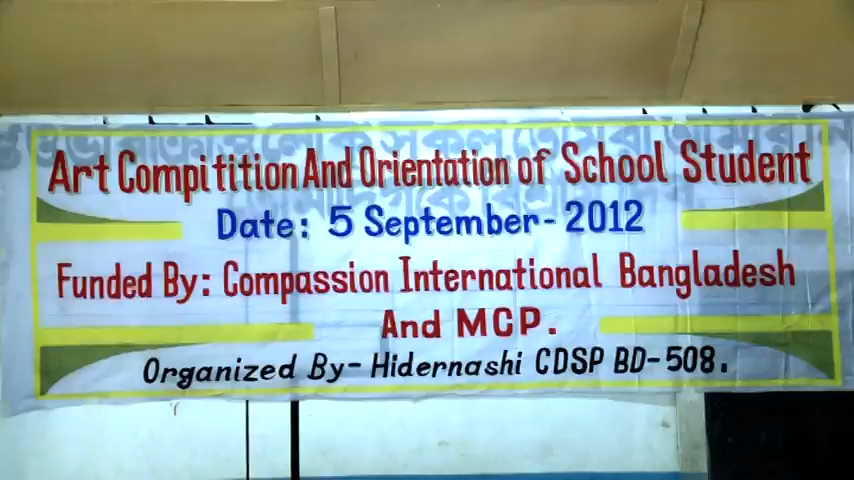 Art Compitition And Orientation of School Student
Date: 5 September-2012
Funded By: Compassion International Bangladesh
And MCP.
Organized By- Hidernashi CDSP BD-508.